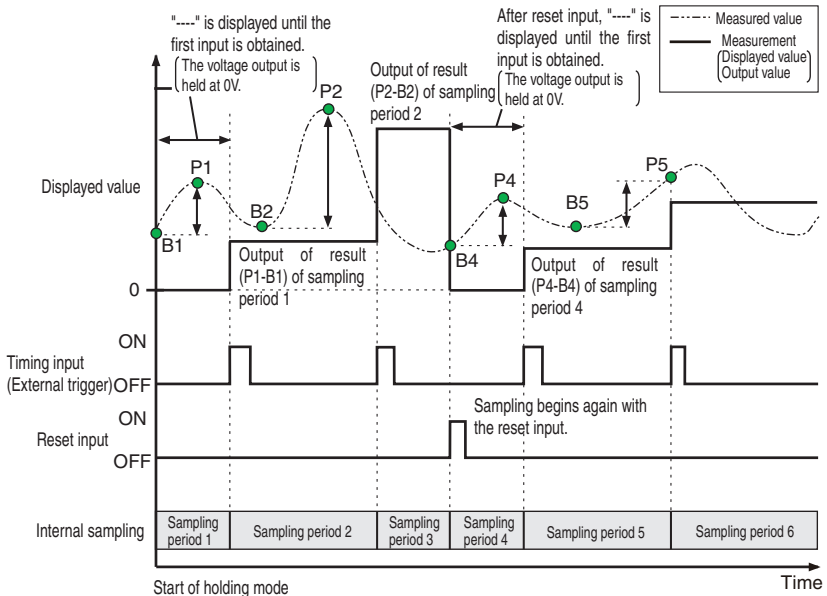 "----" is displayed until the
first input is obtained.
The voltage output is
held at 0V.
After reset input, "----" is
displayed until the first
input is obtained.
The voltage output is
held at 0V.
Measured value
Measurement
Displayed value
Output value
Output of result
(P2-B2) of sampling
period 2
P2
P1
P4
P5
B2
B5
B1
B4
Displayed value
Output of result
(P1-B1) of sampling
period 1
Output of result
(P4-B4) of sampling
period 4
0
ON
Timing input
(External trigger)
OFF
ON
Reset input
OFF
Sampling begins again with
the reset input.
Internal sampling
Sampling
period 1
Sampling period 2
Sampling
period 3
Sampling
period 4
Sampling period 5
Sampling period 6
Start of holding mode
Time